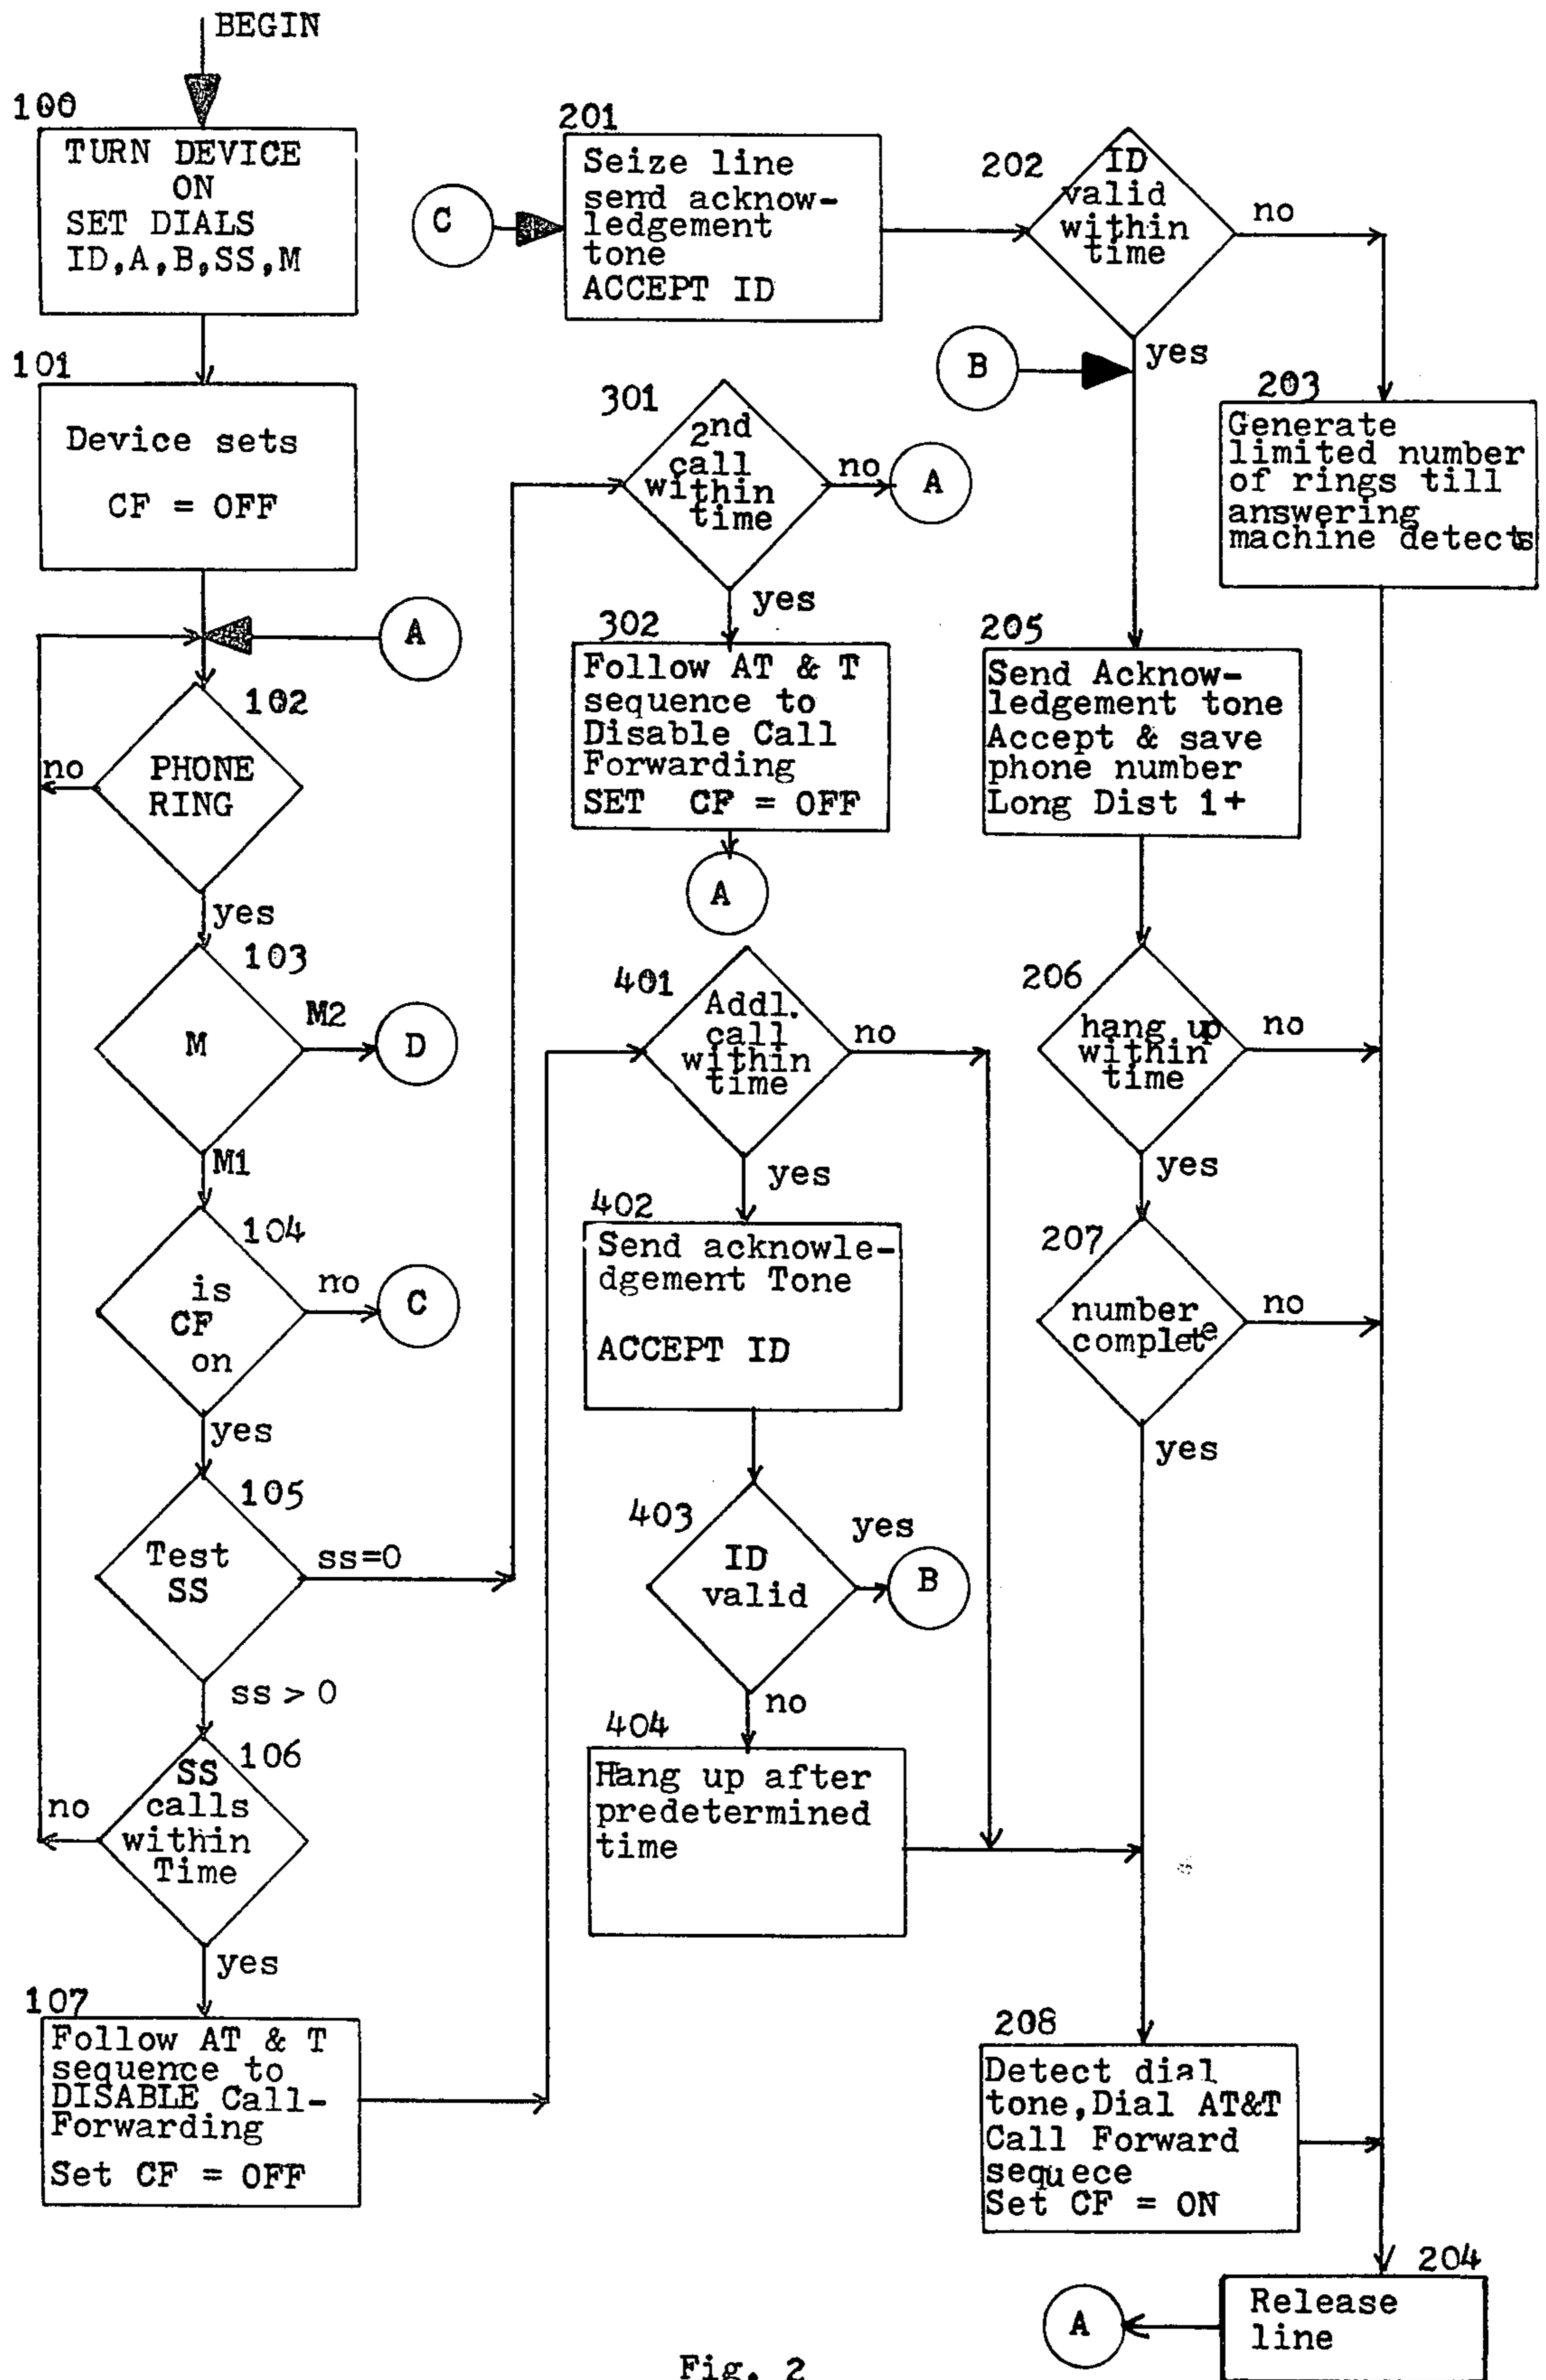 BEGIN
100
TURN DEVICE
ON
SET DIALS
ID,A,B,SS,M
101
Device sets
CF = OFF
A
102
PHONE
RING
no
yes
103
M
M2
D
M1
104
is
CF
on
no
C
yes
105
Test
SS
ss=0
ss > 0
106
SS
calls
within
Time
no
yes
107
Follow AT & T
sequence to
DISABLE Call-
Forwarding
Set CF = OFF
C
201
Seize line
send acknow-
ledgement
tone
ACCEPT ID
202
ID
valid
within
time
no
yes
B
203
Generate
limited number
of rings till
answering
machine detects
301
2nd
call
within
time
no
A
yes
302
Follow AT & T
sequence to
Disable Call
Forwarding
SET CF = OFF
A
205
Send Acknow-
ledgement tone
Accept & save
phone number
Long Dist 1+
206
hang up
within
time
no
yes
207
number
complete
no
yes
401
Addl.
call
within
time
no
yes
402
Send acknowle-
dgement Tone
ACCEPT ID
403
ID
valid
yes
B
no
404
Hang up after
predetermined
time
208
Detect dial
tone,Dial AT&T
Call Forward
sequece
Set CF = ON
204
Release
line
A
Fig. 2